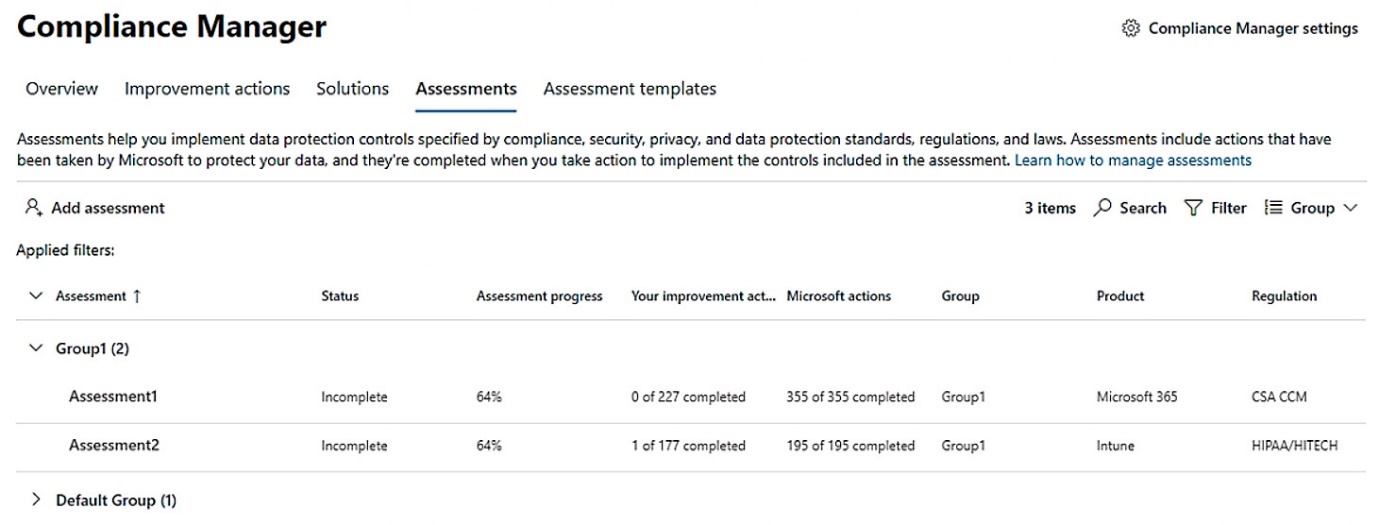 Compliance Manager
Compliance Manager settings
Overview Improvement actions Solutions Assessments Assessment templates
Assessments help you implement data protection controls specified by compliance, security, privacy, and data protection standards, regulations, and laws. Assessments include actions that have
been taken by Microsoft to protect your data, and they're completed when you take action to implement the controls included in the assessment. Learn how to manage assessments
Add assessment 3 items Search Filter Group
Applied filters:
Assessment ↑ Status Assessment progress Your improvement act... Microsoft actions Group Product Regulation
Group1 (2)
Assessment1 Incomplete 64% 0 of 227 completed 355 of 355 completed Group1 Microsoft 365 CSA CCM
Assessment2 Incomplete 64% 1 of 177 completed 195 of 195 completed Group1 Intune HIPAA/HITECH
Default Group (1)